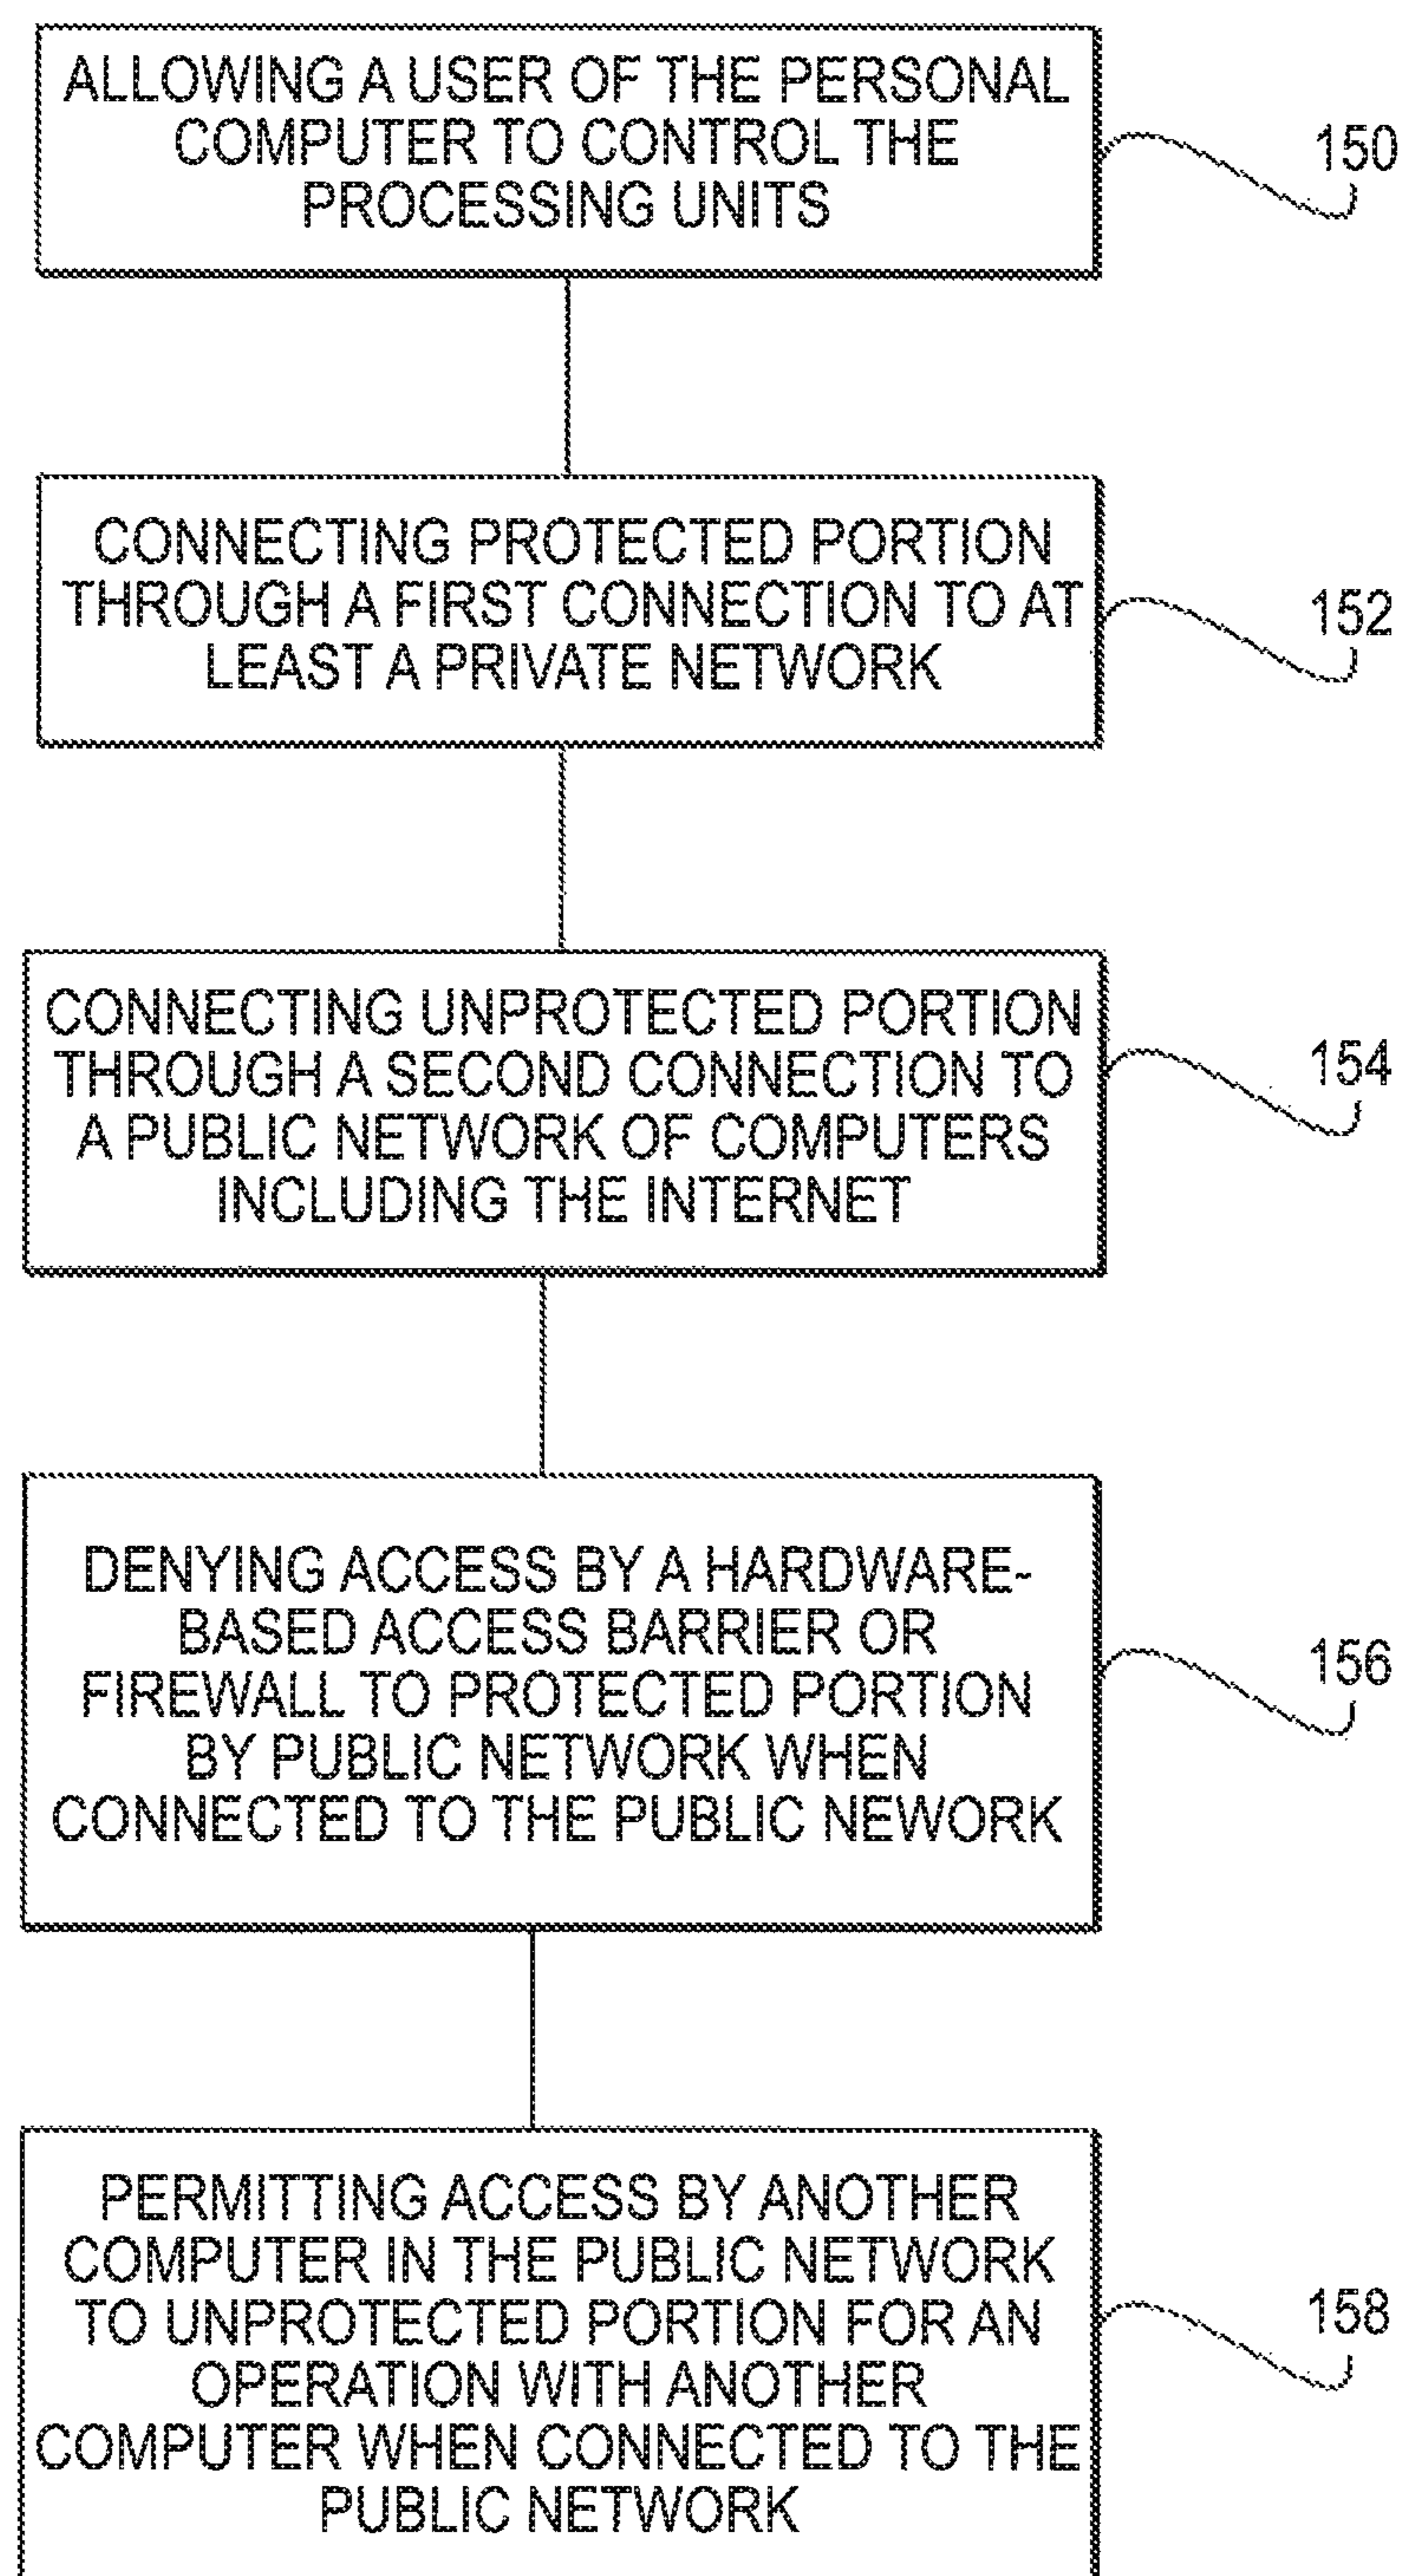 ALLOWING A USER OF THE PERSONAL
COMPUTER TO CONTROL THE
PROCESSING UNITS
150
CONNECTING PROTECTED PORTION
THROUGH A FIRST CONNECTION TO AT
LEAST A PRIVATE NETWORK
152
CONNECTING UNPROTECTED PORTION
THROUGH A SECOND CONNECTION TO
A PUBLIC NETWORK OF COMPUTERS
INCLUDING THE INTERNET
154
DENYING ACCESS BY A HARDWARE-
BASED ACCESS BARRIER OR
FIREWALL TO PROTECTED PORTION
BY PUBLIC NETWORK WHEN
CONNECTED TO THE PUBLIC NEWORK
156
PERMITTING ACCESS BY ANOTHER
COMPUTER IN THE PUBLIC NETWORK
TO UNPROTECTED PORTION FOR AN
OPERATION WITH ANOTHER
COMPUTER WHEN CONNECTED TO THE
PUBLIC NETWORK
158